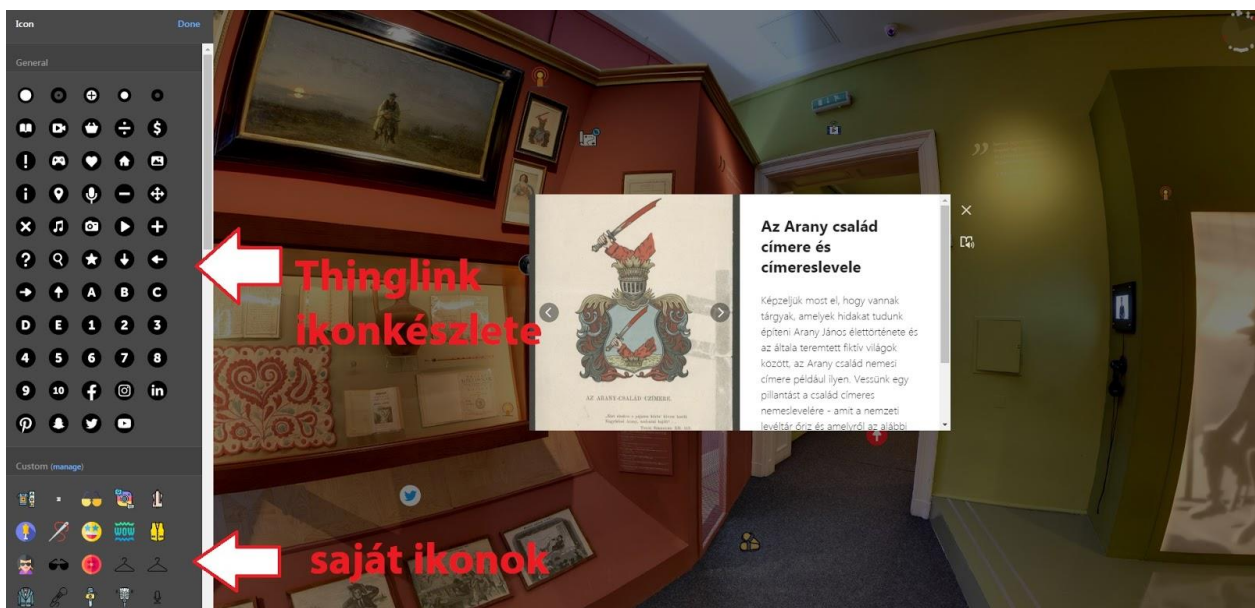 Icon
Done
General
$
!
i
?
A B C
D E 1 2 3
4 5 6 7 8
9 10 f in
Custom (manage)
WOW
Thinglink
ikonkészlete
saját ikonok
AZ ARANY-CSALÁD CZÍMERE.
Az Arany család
címere és
címereslevele
Képzeljük most el, hogy vannak
tárgyak, amelyek hidakat tudunk
építeni Arany János élettörténete és
az általa teremtett fiktív világok
között, az Arany család nemesi
címere például ilyen. Vessünk egy
pillantást a család címeres
nemeslevelére - amit a nemzeti
levéltár őriz és amelyről az alábbi